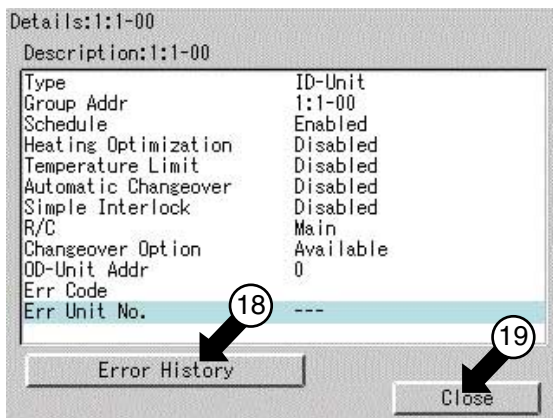 Details:1:1-00
Description:1:1-00
Type ID-Unit
Group Addr 1:1-00
Schedule Enabled
Heating Optimization Disabled
Temperature Limit Disabled
Automatic Changeover Disabled
Simple Interlock Disabled
R/C Main
Changeover Option Available
OD-Unit Addr 0
Err Code
Err Unit No. ---
18
19
Error History
Close